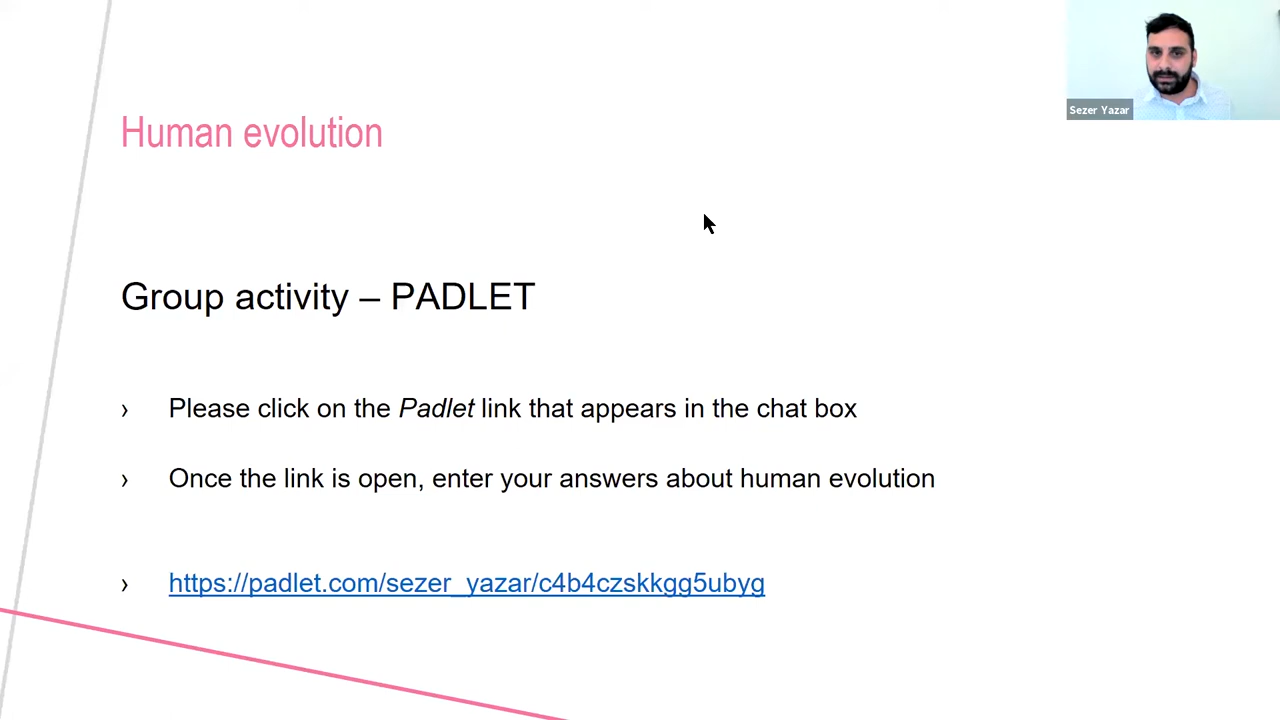 Sezer Yazar
Human evolution
Group activity – PADLET
› Please click on the Padlet link that appears in the chat box
› Once the link is open, enter your answers about human evolution
› https://padlet.com/sezer_yazar/c4b4czskkgg5ubyg